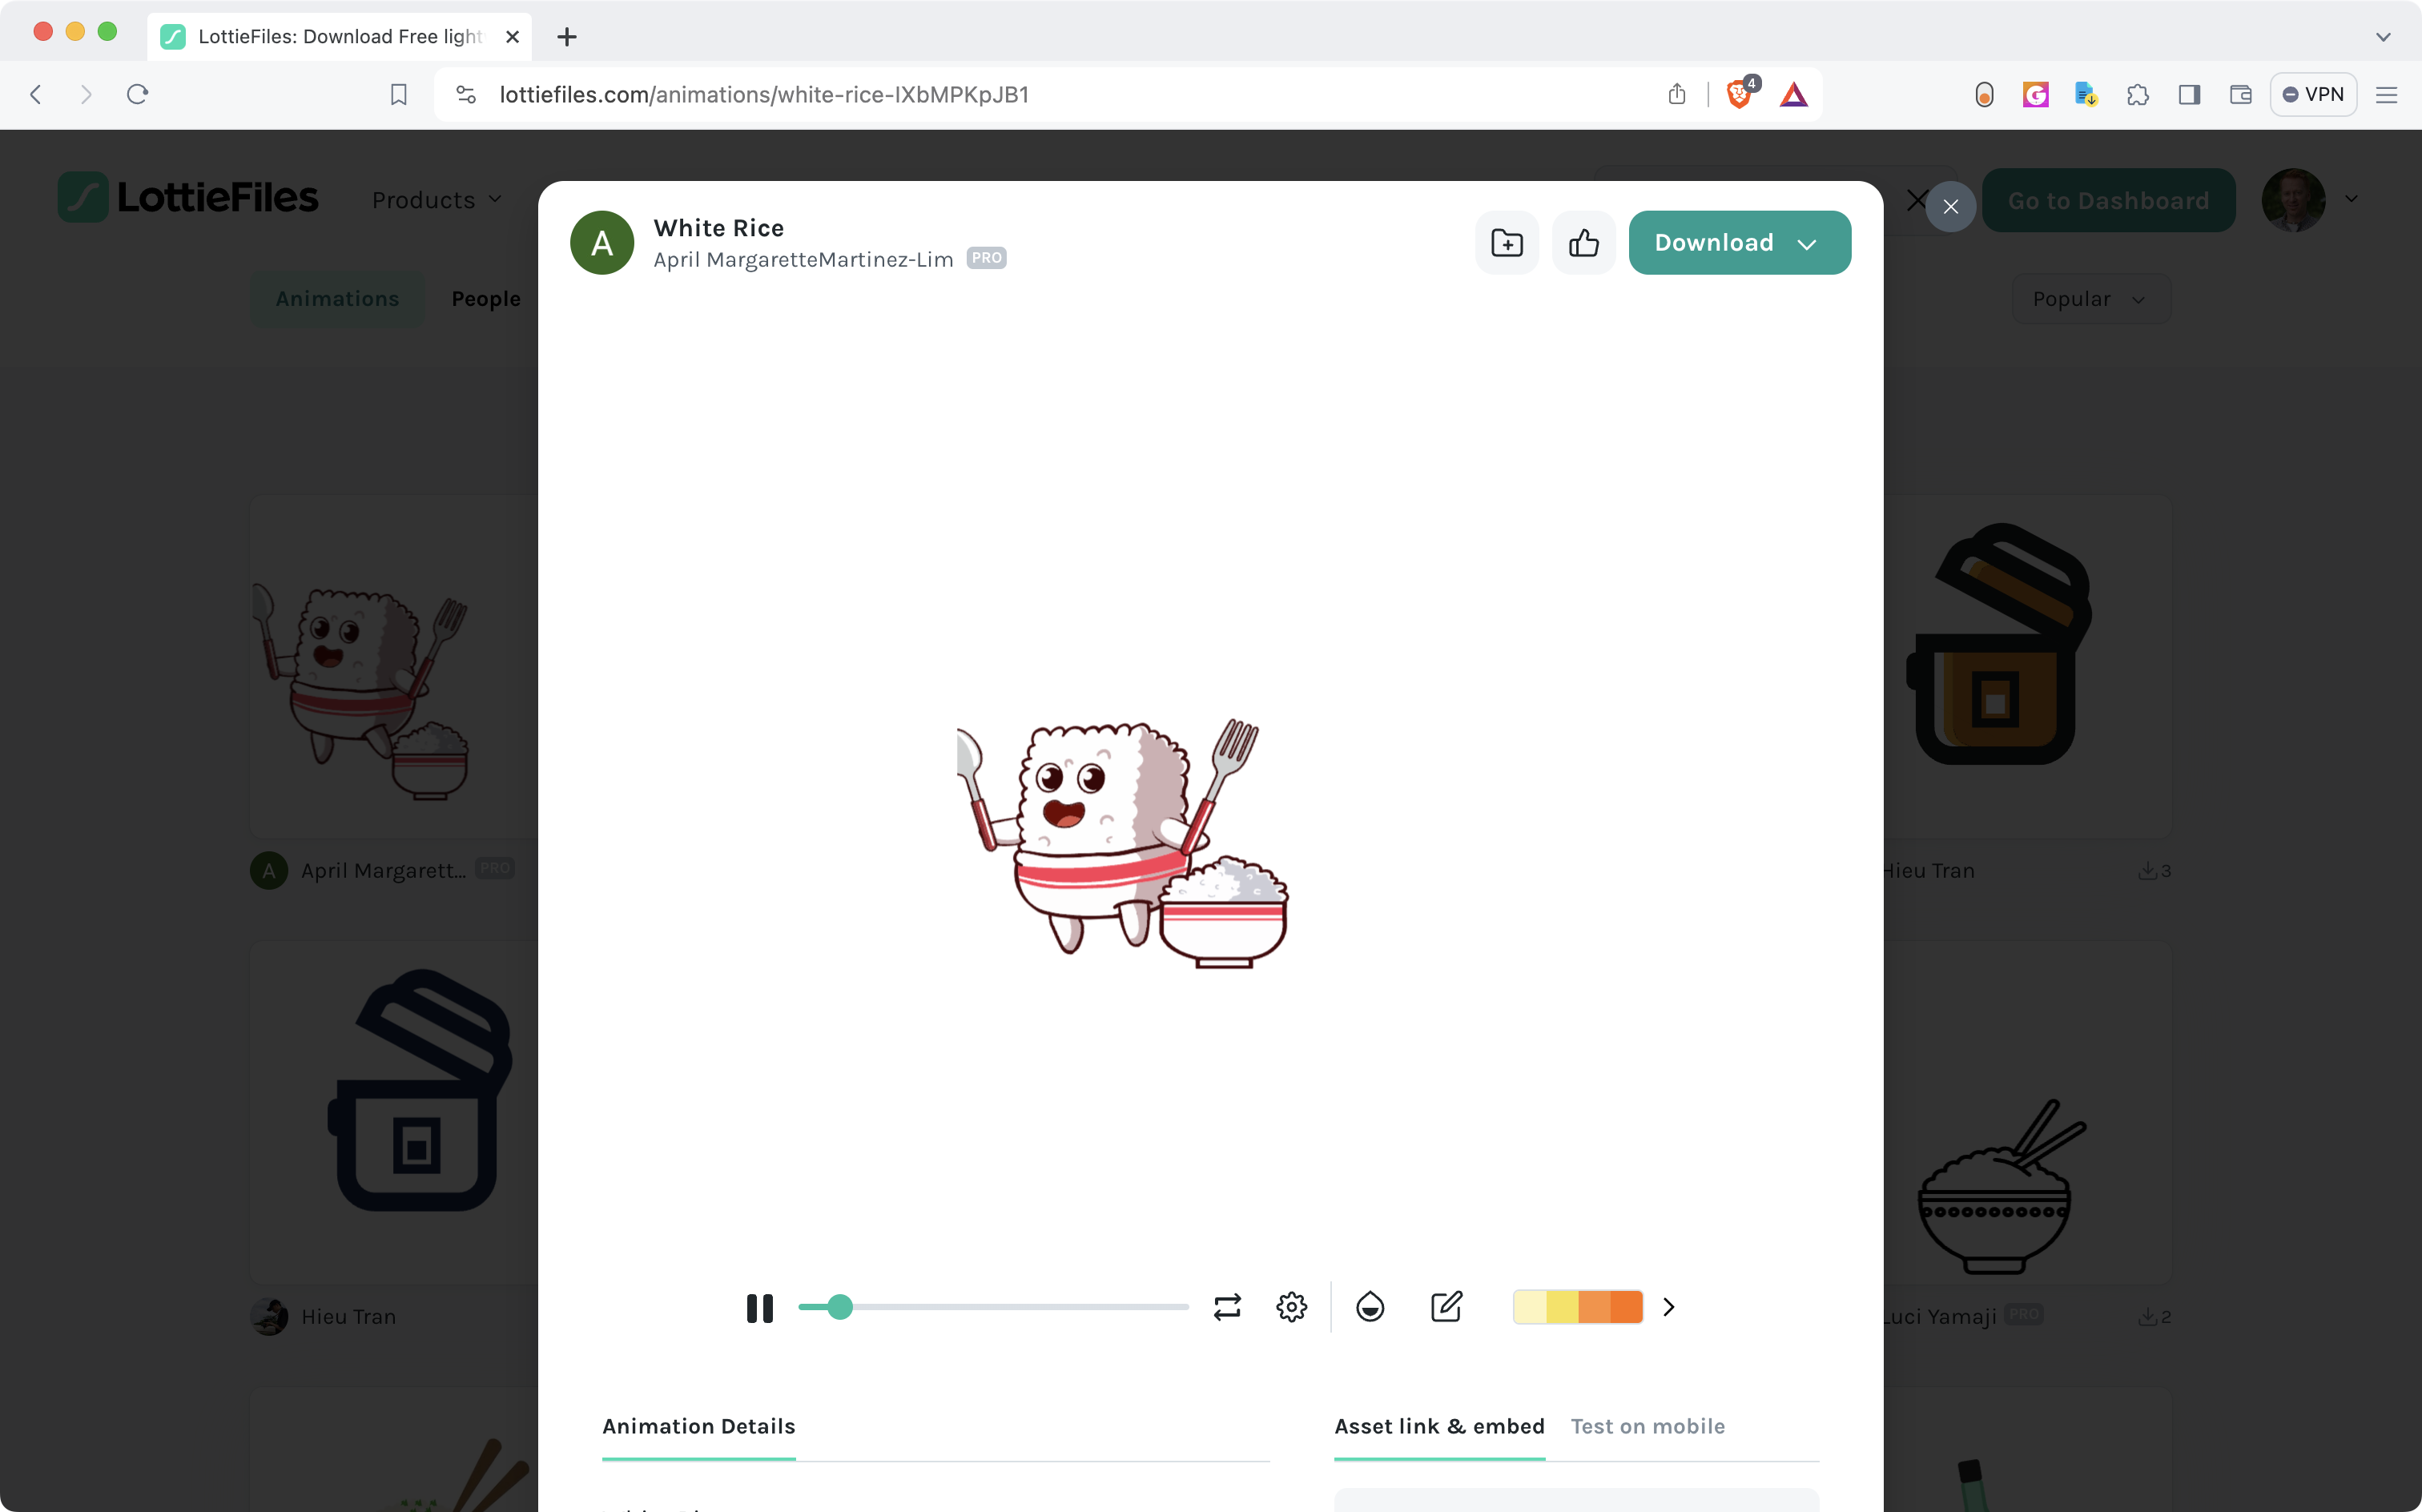 LottieFiles: Download Free light
4
lottiefiles.com/animations/white-rice-IXbMPKpJB1
VPN
LottieFiles
Products
Go to Dashboard
Animations
People
Popular
A
White Rice
April MargaretteMartinez-Lim PRO
Download
A
April Margarett... PRO
Hieu Tran
3
Hieu Tran
Luci Yamaji PRO
2
Animation Details
Asset link & embed
Test on mobile